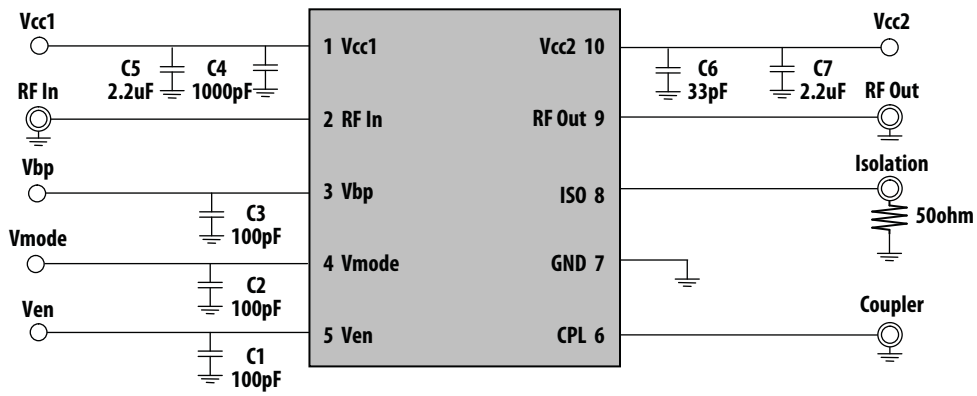 Vcc1
C5
2.2uF
C4
1000pF
RF In
Vbp
C3
100pF
Vmode
C2
100pF
Ven
C1
100pF
1 Vcc1
2 RF In
3 Vbp
4 Vmode
5 Ven
Vcc2 10
RF Out 9
ISO 8
GND 7
CPL 6
Vcc2
C6
33pF
C7
2.2uF
RF Out
Isolation
50ohm
Coupler